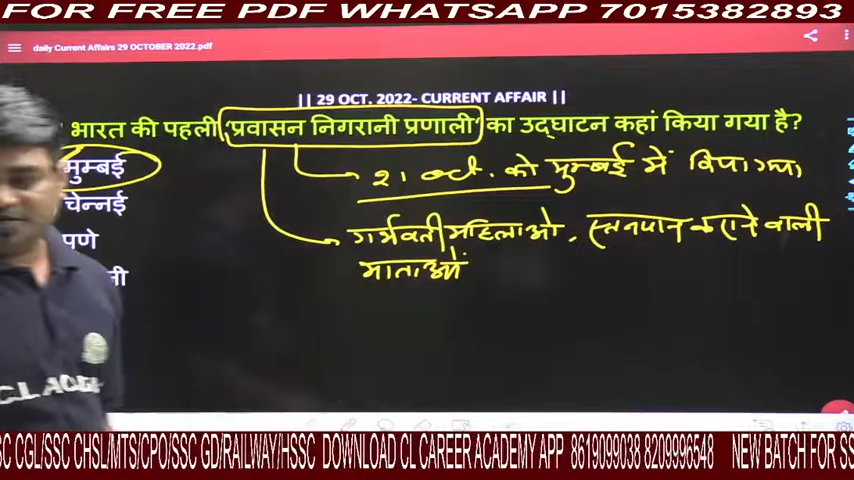 FOR FREE PDF WHATSAPP 7015382893
daily Current Affairs 29 OCTOBER 2022.pdf
|| 29 OCT. 2022- CURRENT AFFAIR ||
भारत की पहली 'प्रवासन निगरानी प्रणाली' का उद्घाटन कहां किया गया है?
मुम्बई
21 oct. को मुम्बई में किया गया
चेन्नई
गर्भवती महिलाओ, स्तनपान कराने वाली
पुणे
माताओं
SC CGL/SSC CHSL/MTS/CPO/SSC GD/RAILWAY/HSSC DOWNLOAD CL CAREER ACADEMY APP 8619099038 8209996548 NEW BATCH FOR SS